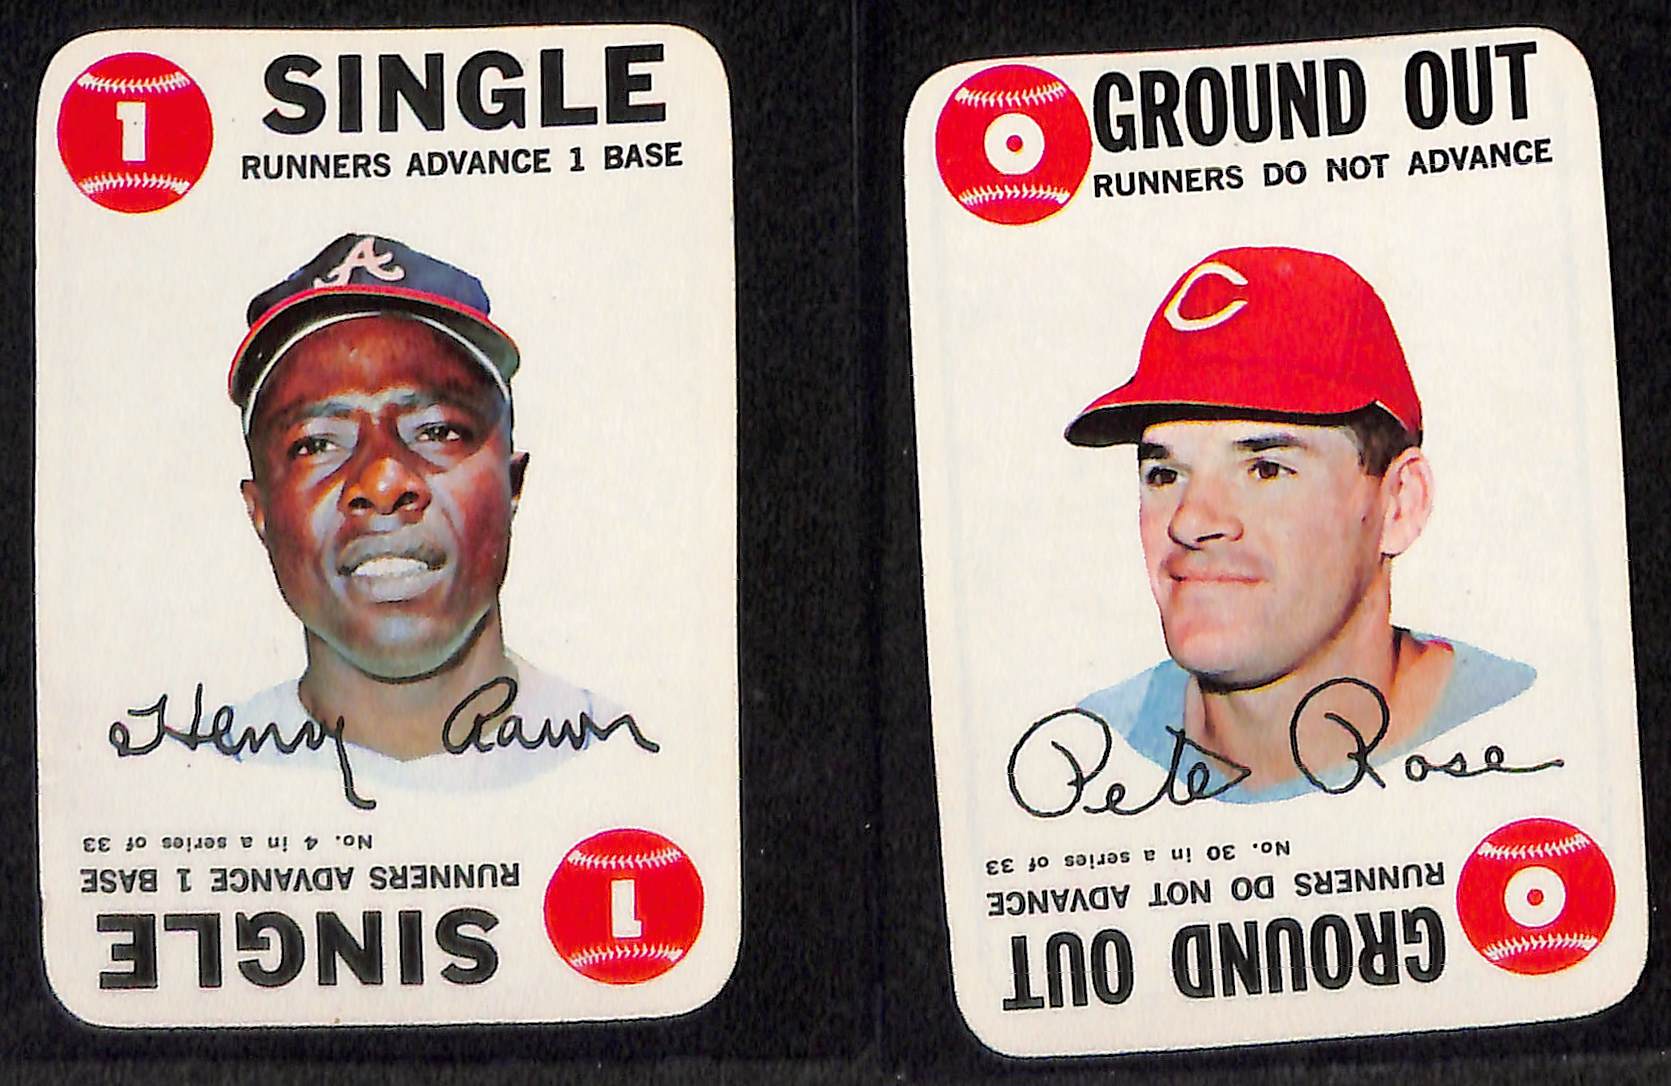 1
SINGLE
RUNNERS ADVANCE 1 BASE
A
Henry Aaron
No. 4 in a series of 33
RUNNERS ADVANCE 1 BASE
SINGLE
1
0
GROUND OUT
RUNNERS DO NOT ADVANCE
C
Pete Rose
No. 30 in a series of 33
RUNNERS DO NOT ADVANCE
GROUND OUT
0